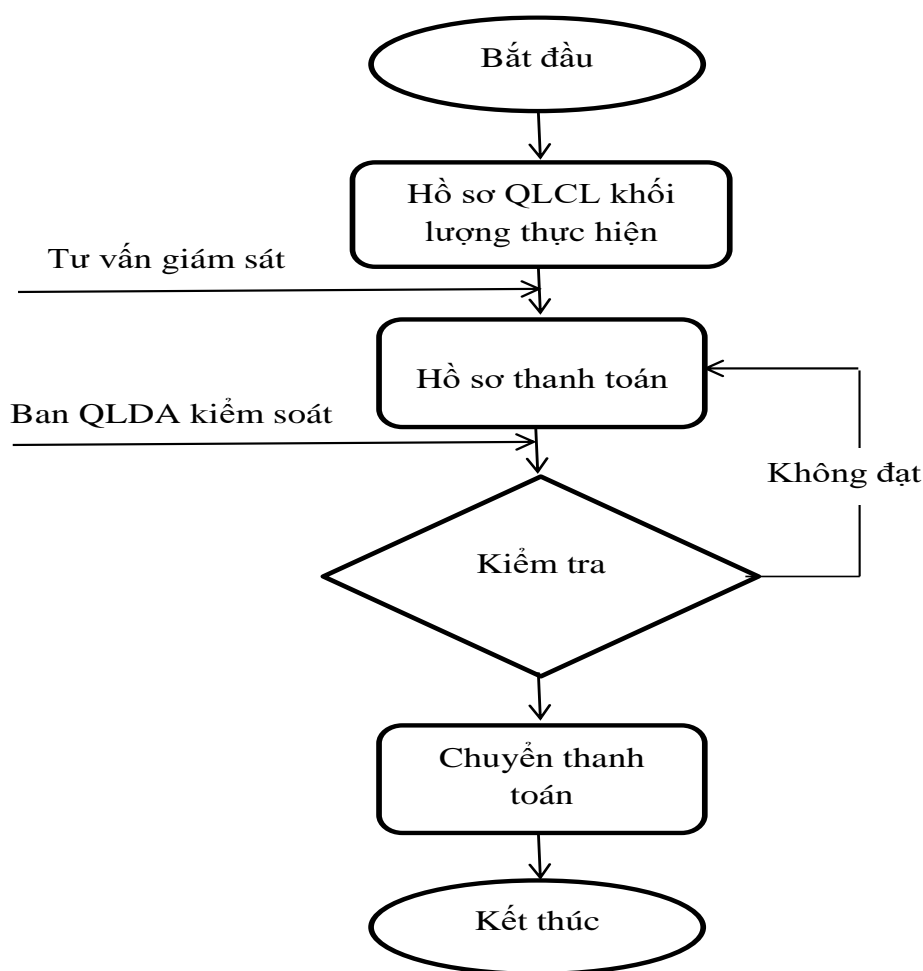 Bắt đầu
Hồ sơ QLCL khối
lượng thực hiện
Tư vấn giám sát
Hồ sơ thanh toán
Ban QLDA kiểm soát
Không đạt
Kiểm tra
Chuyển thanh
toán
Kết thúc